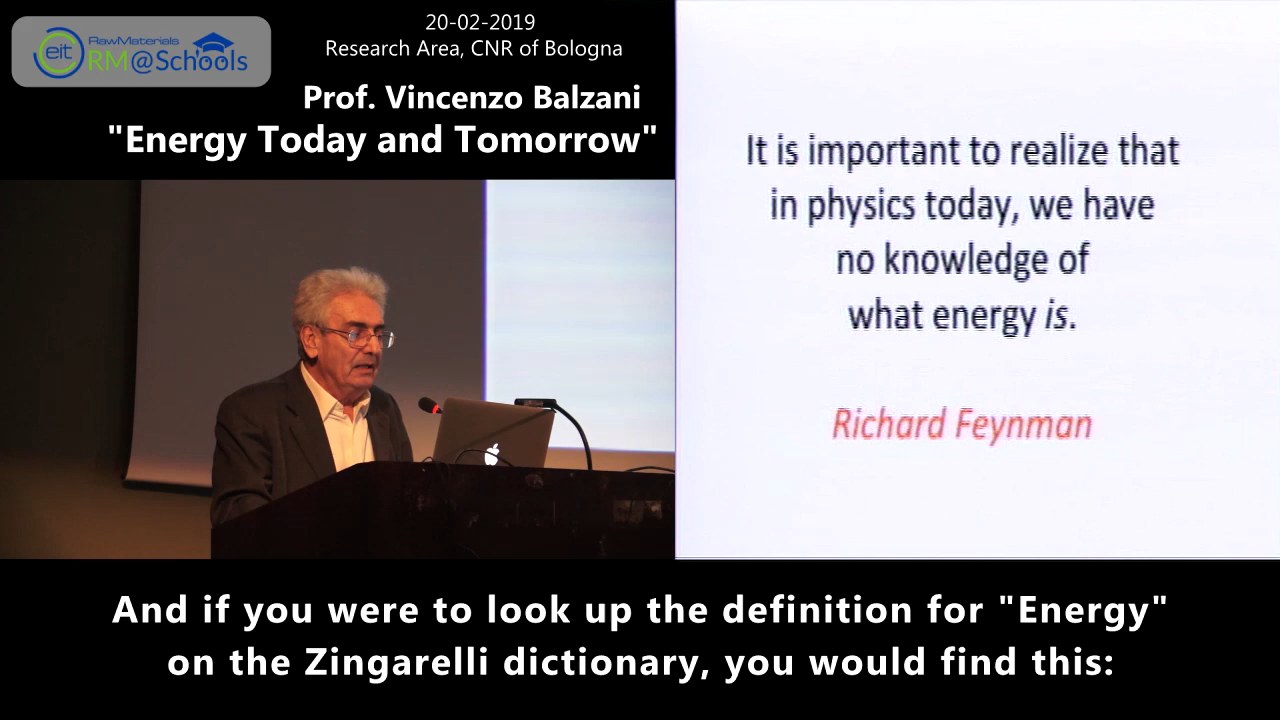 eit RawMaterials
RM@Schools
20-02-2019
Research Area, CNR of Bologna
Prof. Vincenzo Balzani
"Energy Today and Tomorrow"
It is important to realize that
in physics today, we have
no knowledge of
what energy is.
Richard Feynman
And if you were to look up the definition for "Energy"
on the Zingarelli dictionary, you would find this: